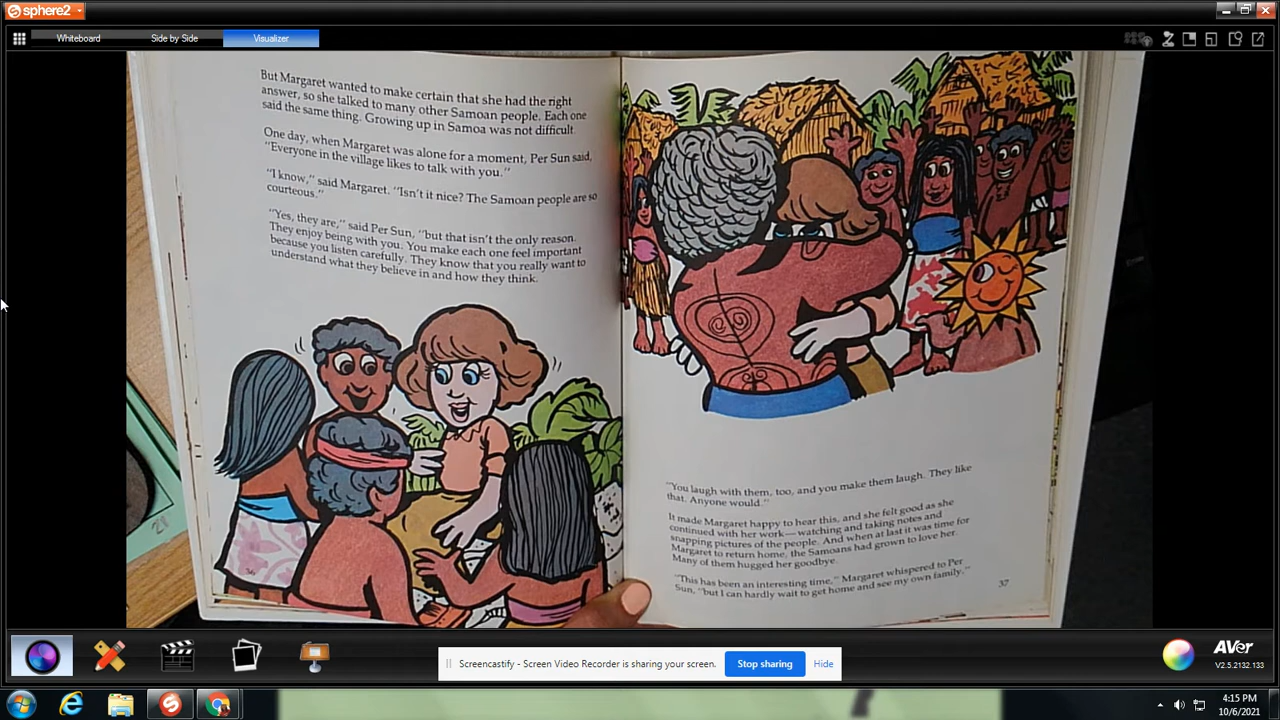 sphere2
Whiteboard
Side by Side
Visualizer
But Margaret wanted to make certain that she had the right
answer, so she talked to many other Samoan people. Each one
said the same thing. Growing up in Samoa was not difficult.
One day, when Margaret was alone for a moment, Per Sun said,
"Everyone in the village likes to talk with you."
"I know," said Margaret. "Isn't it nice? The Samoan people are so
courteous."
"Yes, they are," said Per Sun, "but that isn't the only reason.
They enjoy being with you. You make each one feel important
because you listen carefully. They know that you really want to
understand what they believe in and how they think.
36
"You laugh with them, too, and you make them laugh. They like
that. Anyone would."
It made Margaret happy to hear this, and she felt good as she
continued with her work—watching and taking notes and
snapping pictures of the people. And when at last it was time for
Margaret to return home, the Samoans had grown to love her.
Many of them hugged her goodbye.
"This has been an interesting time," Margaret whispered to Per
Sun, "but I can hardly wait to get home and see my own family."
37
Screencastify - Screen Video Recorder is sharing your screen.
Stop sharing
Hide
AVer
V2.5.2132.133
4:15 PM
10/6/2021